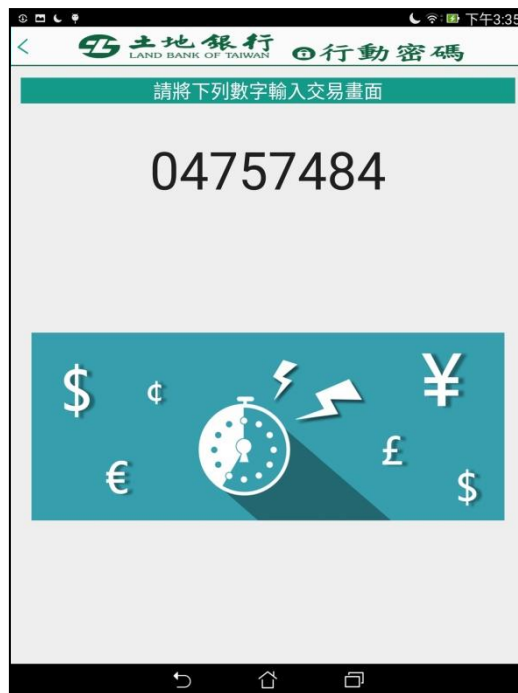 下午3:35
土地銀行 行動密碼
LAND BANK OF TAIWAN
請將下列數字輸入交易畫面
04757484
$ ¢ ¥
€ £ $